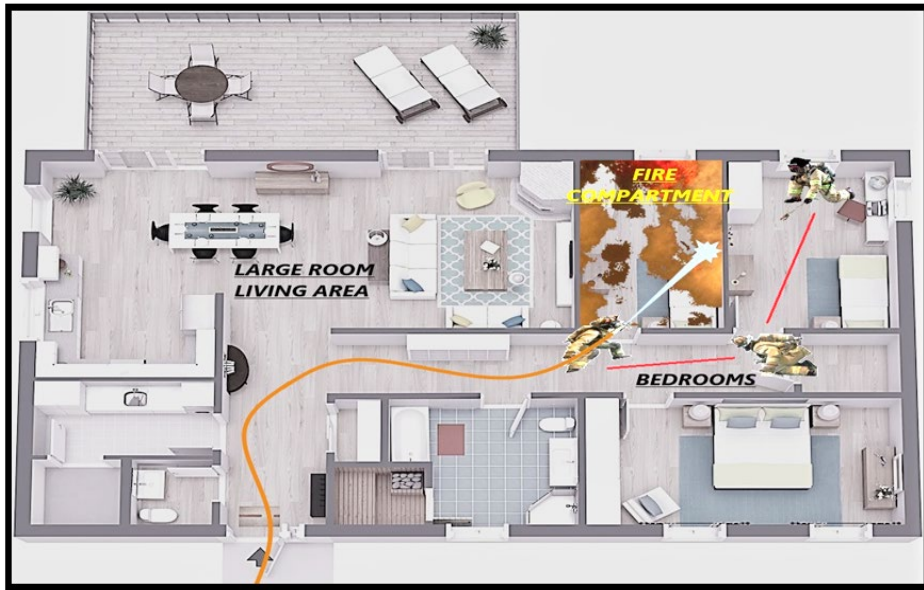 FIRE
COMPARTMENT
LARGE ROOM
LIVING AREA
BEDROOMS